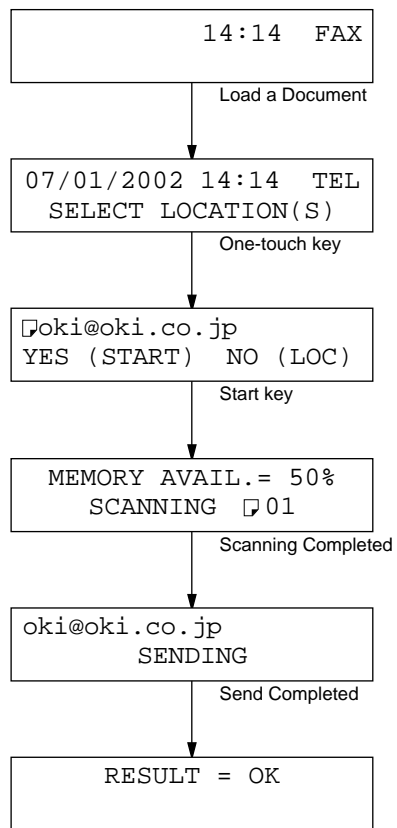 14:14 FAX
Load a Document
07/01/2002 14:14 TEL
SELECT LOCATION(S)
One-touch key
oki@oki.co.jp
YES (START) NO (LOC)
Start key
MEMORY AVAIL.= 50%
SCANNING 01
Scanning Completed
oki@oki.co.jp
SENDING
Send Completed
RESULT = OK